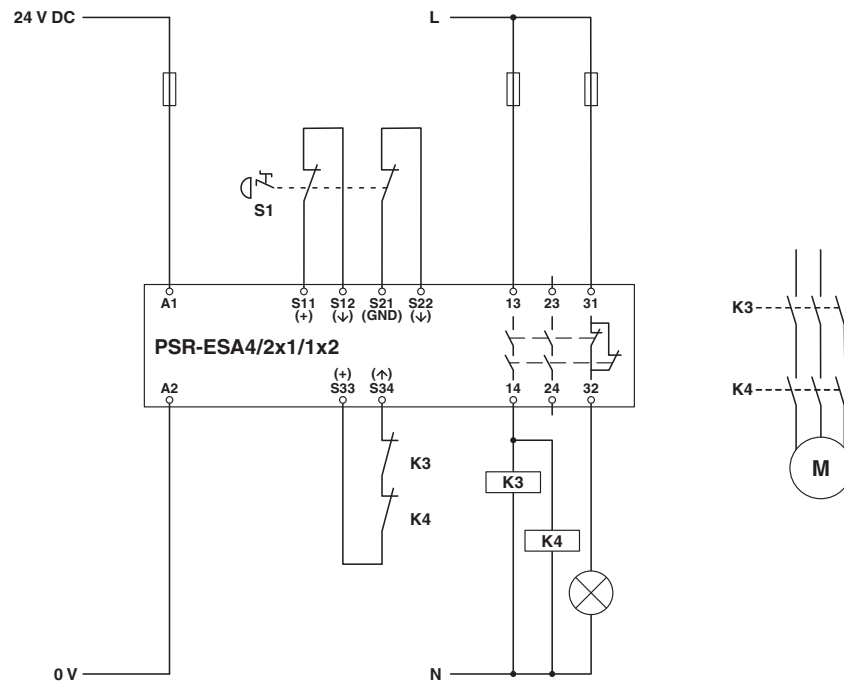 24 V DC
L
S1
A1
S11
(+)
S12
(↓)
S21
(GND)
S22
(↓)
13
23
31
PSR-ESA4/2x1/1x2
A2
(+)
S33
(↑)
S34
14
24
32
K3
K4
K3
K4
K3
K4
M
0 V
N